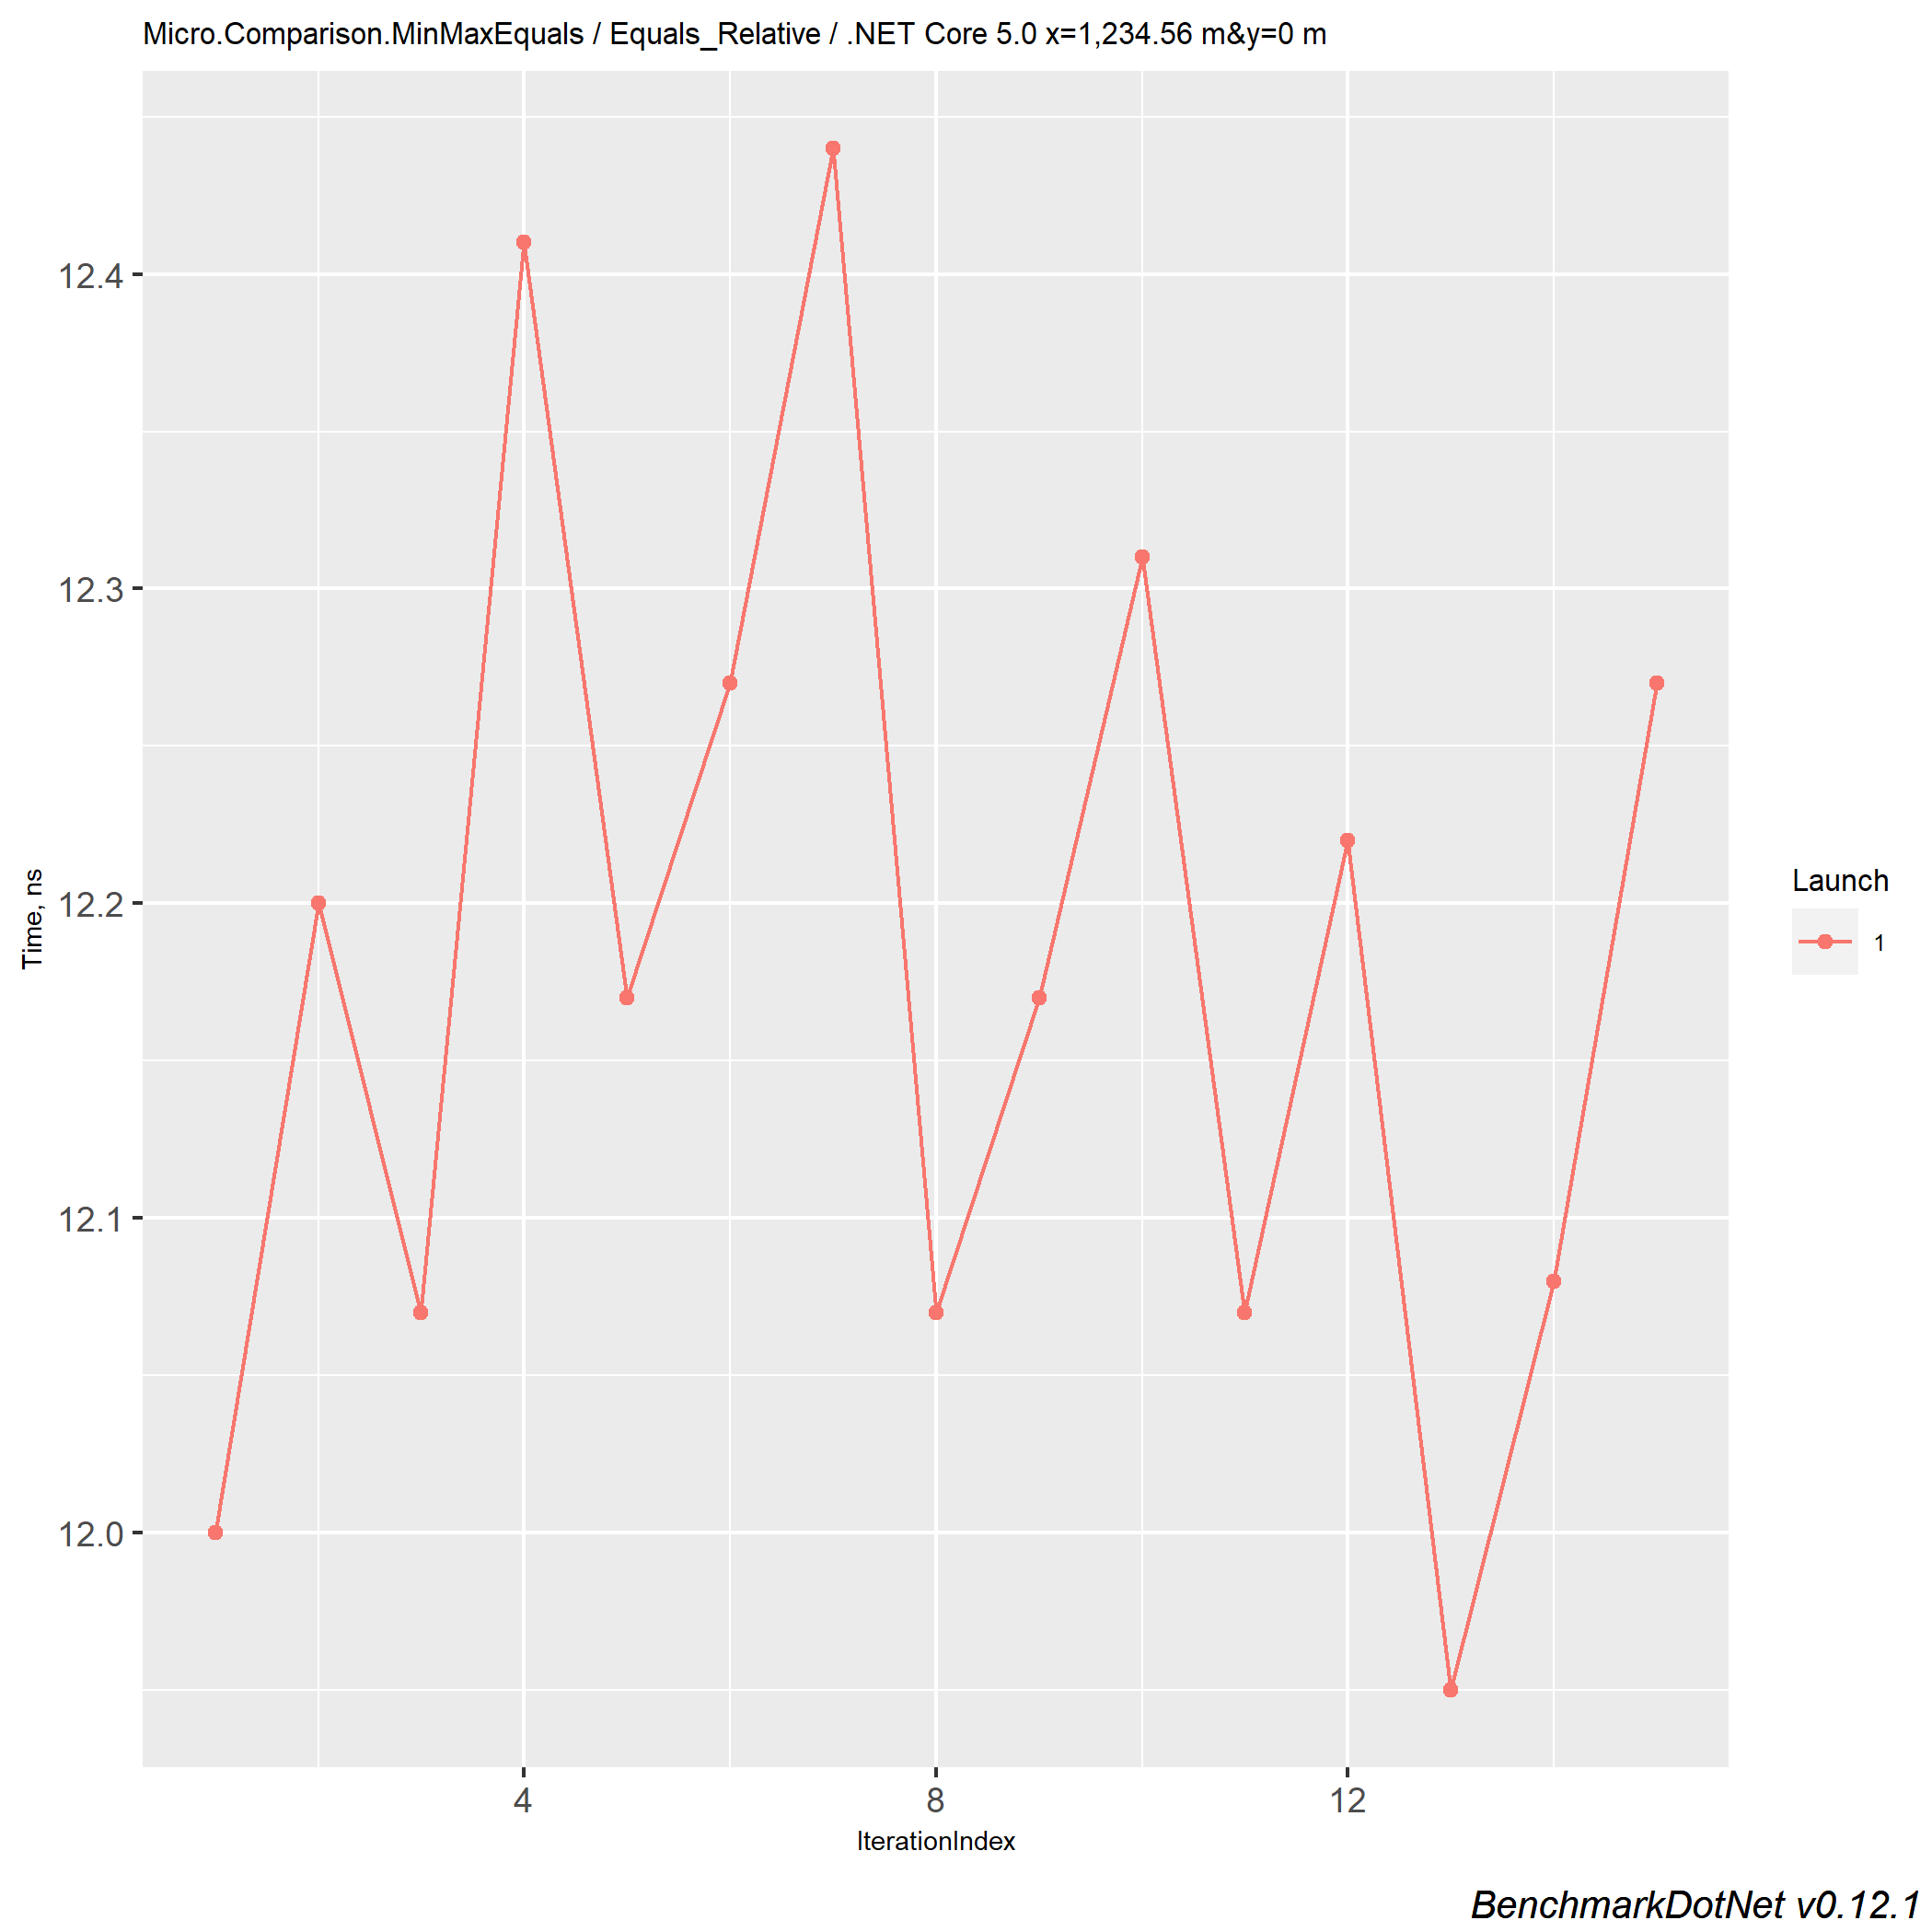 Micro.Comparison.MinMaxEquals / Equals_Relative / .NET Core 5.0 x=1,234.56 m&y=0 m
12.4
12.3
12.2
12.1
12.0
Time, ns
4 8 12
IterationIndex
Launch
1
BenchmarkDotNet v0.12.1